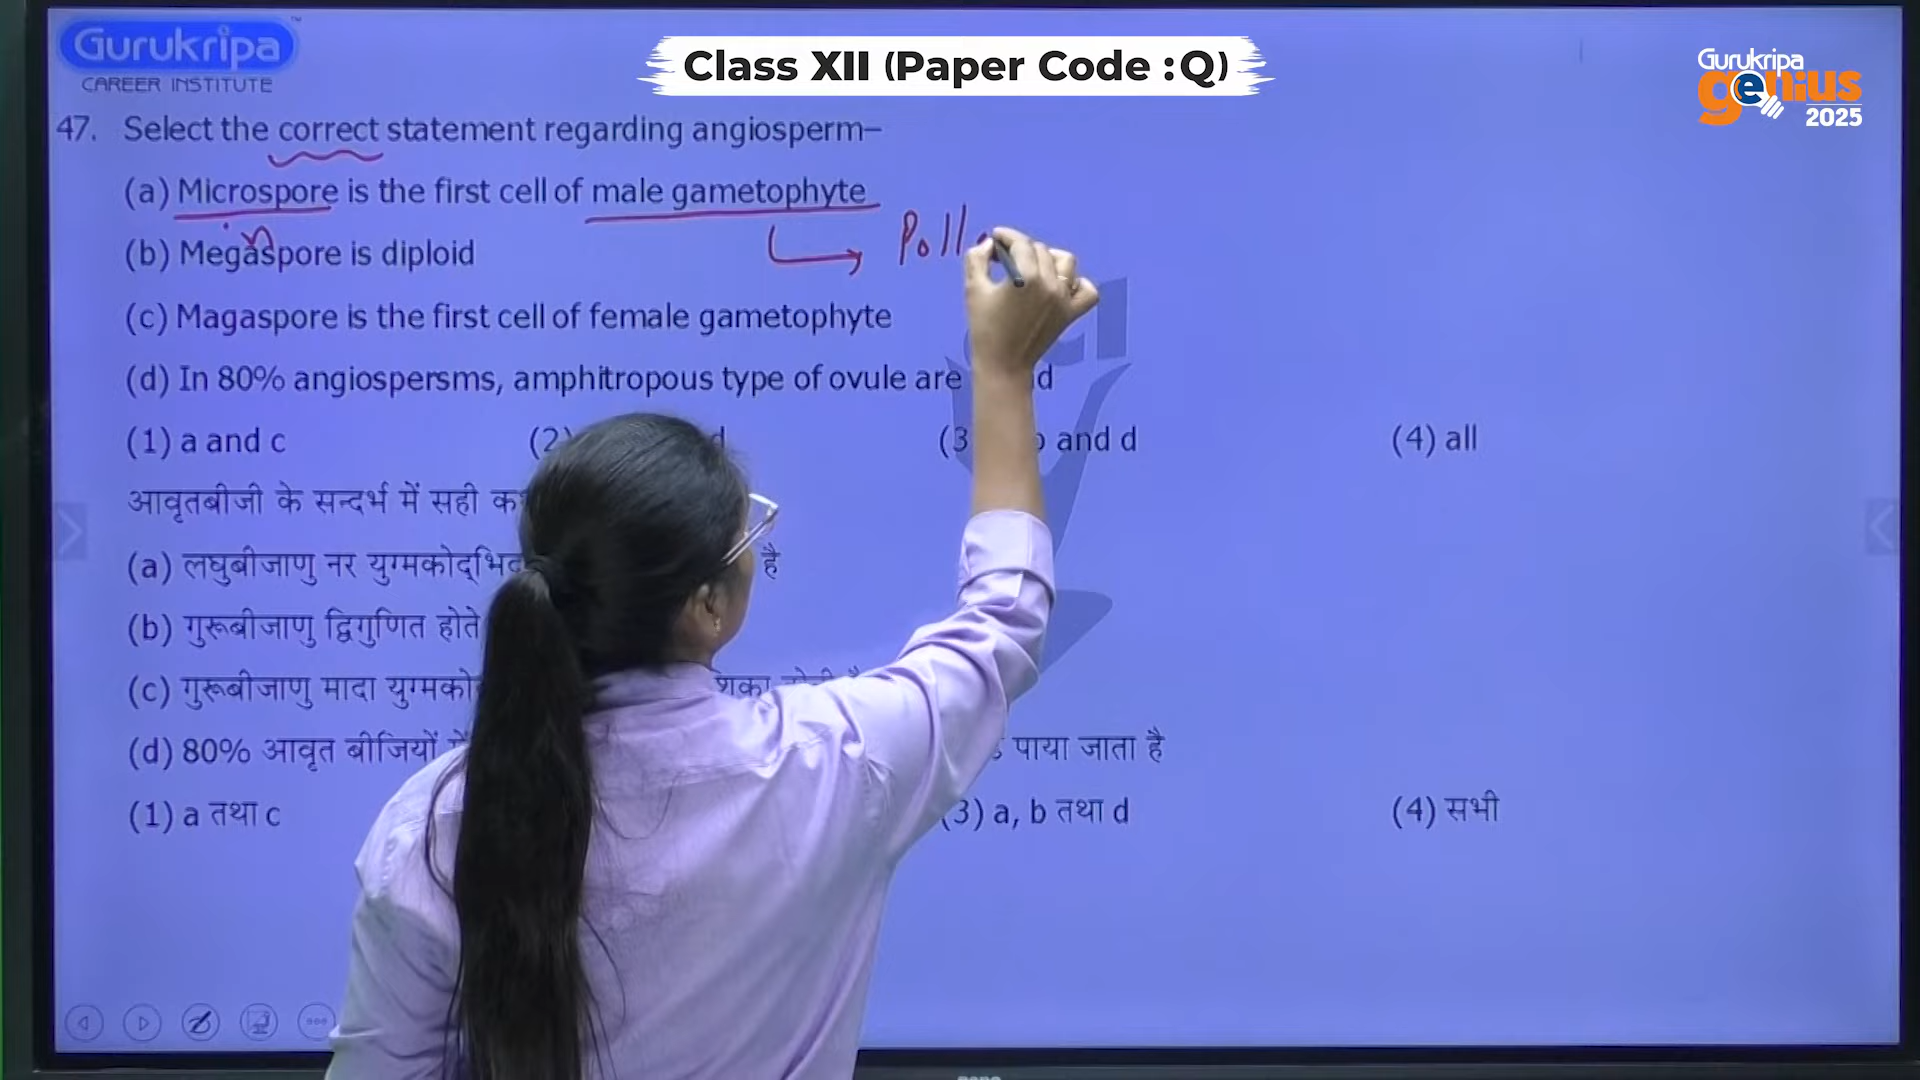 Gurukripa
CAREER INSTITUTE
Class XII (Paper Code :Q)
Gurukripa
genius
2025
47. Select the correct statement regarding angiosperm–
(a) Microspore is the first cell of male gametophyte
n
Poll
(b) Megaspore is diploid
(c) Magaspore is the first cell of female gametophyte
(d) In 80% angiospersms, amphitropous type of ovule are
(1) a and c (2) (3 and d (4) all
आवृतबीजी के सन्दर्भ में सही
(a) लघुबीजाणु नर है
(b) गुरूबीजाणु द्विगुणित होते
(c) गुरूबीजाणु मादा
(d) 80% आवृत बीजियों पाया जाता है
(1) a तथा c (3) a, b तथा d (4) सभी